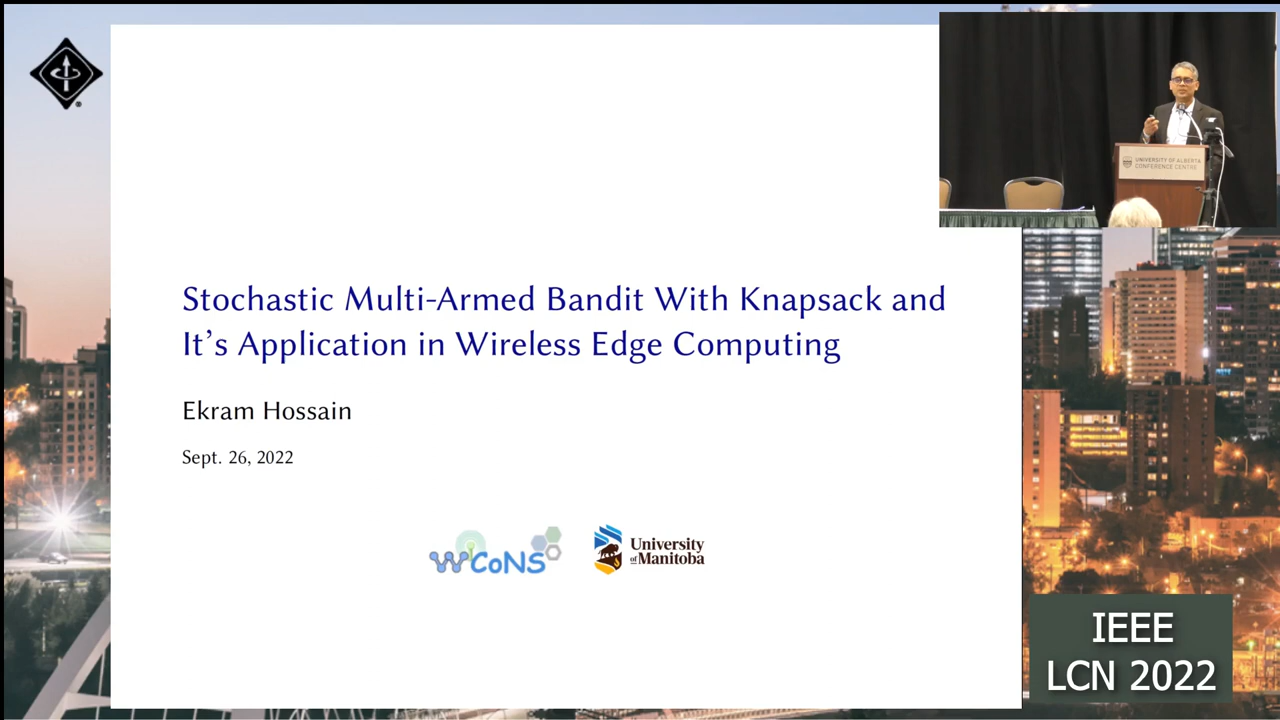 Stochastic Multi-Armed Bandit With Knapsack and
It's Application in Wireless Edge Computing
Ekram Hossain
Sept. 26, 2022
WiCoNS
University
of Manitoba
UNIVERSITY OF ALBERTA
CONFERENCE CENTRE
IEEE
LCN 2022